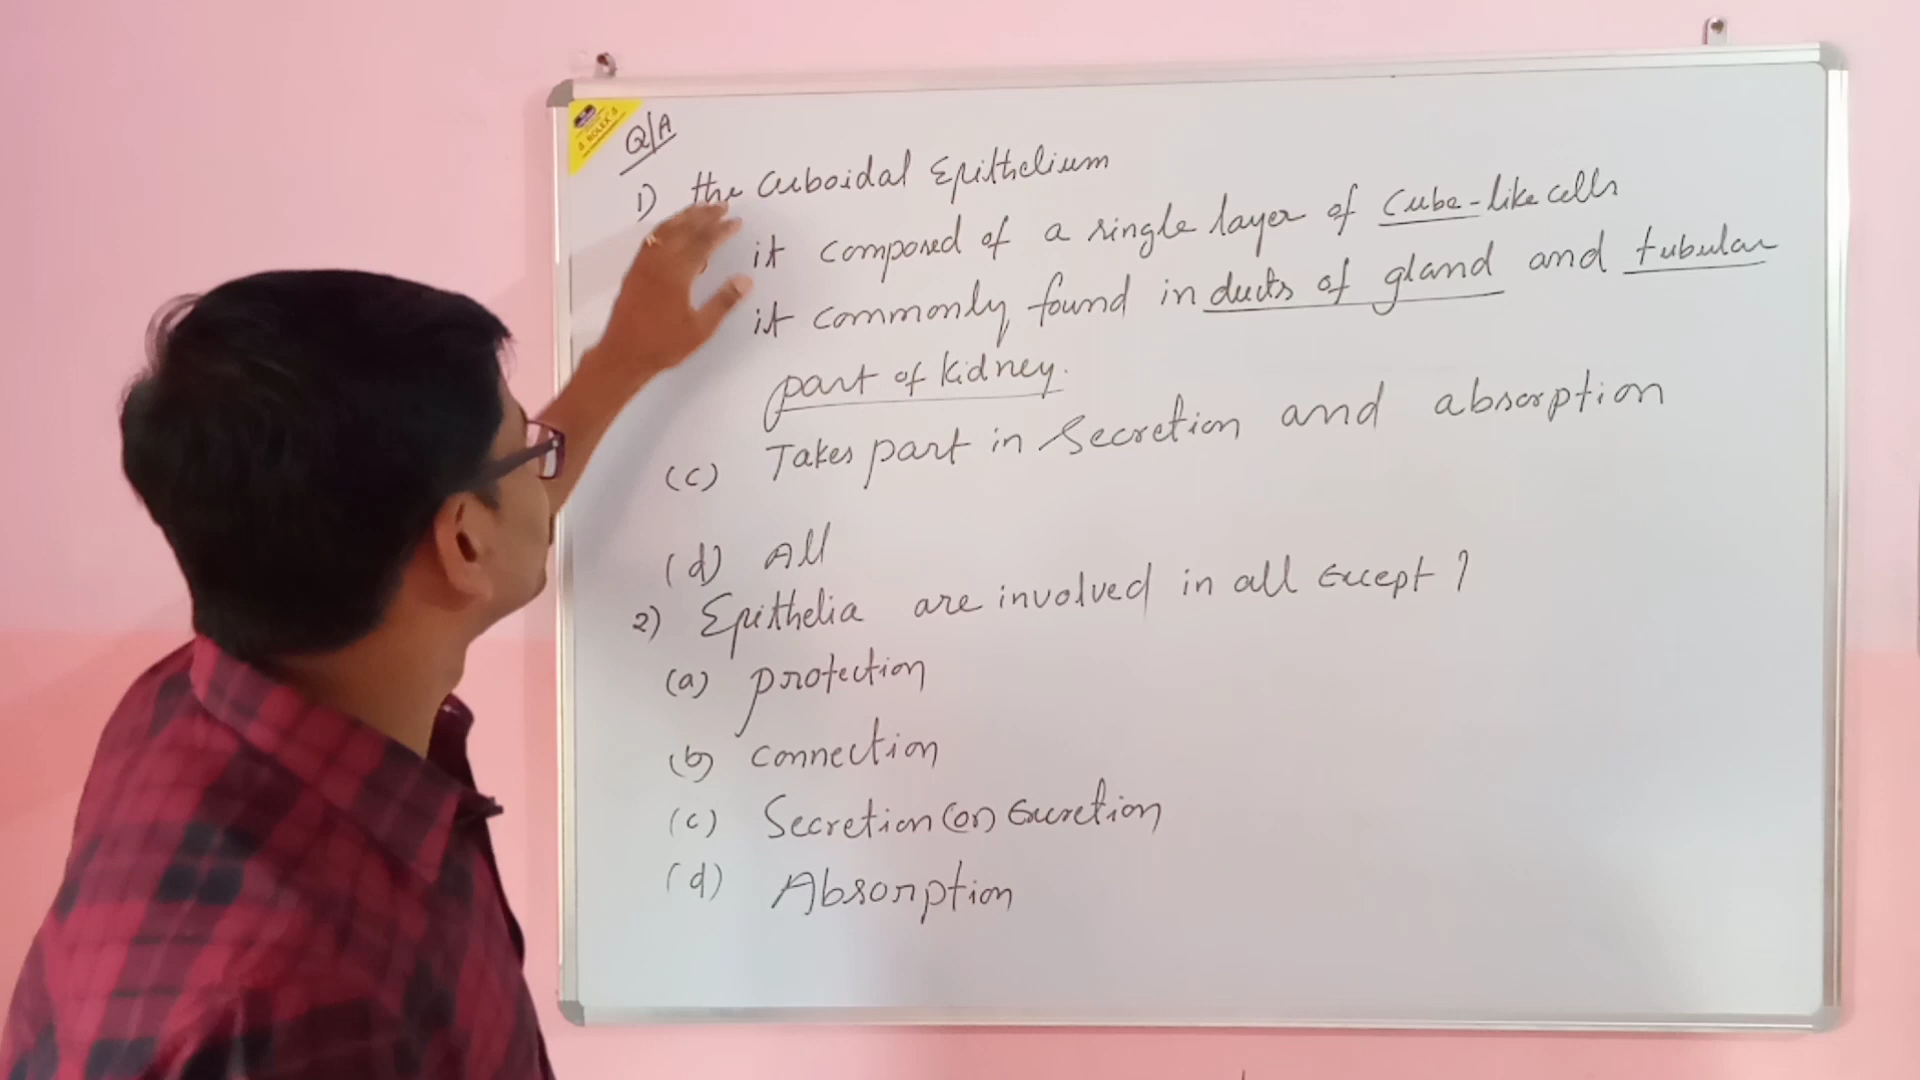 ROLEX
Q/A
1) the Cuboidal Epithelium
it composed of a single layer of cube-like cells
it commonly found in ducts of gland and tubular
part of kidney.
(c) Takes part in Secretion and absorption
(d) All
2) Epithelia are involved in all except?
(a) protection
(b) connection
(c) Secretion (or) Excretion
(d) Absorption